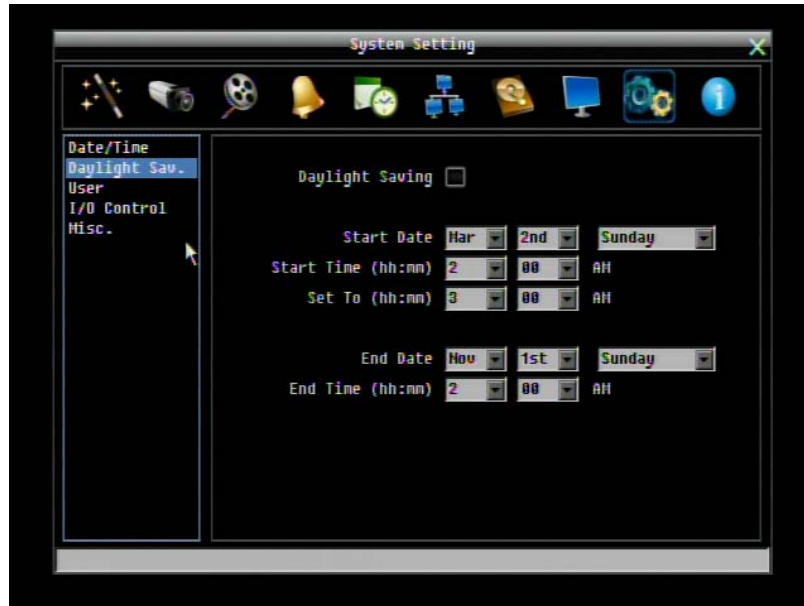 System Setting
X
Date/Time
Daylight Sav.
User
I/O Control
Misc.
Daylight Saving
Start Date Mar 2nd Sunday
Start Time (hh:mm) 2 00 AM
Set To (hh:mm) 3 00 AM
End Date Nov 1st Sunday
End Time (hh:mm) 2 00 AM